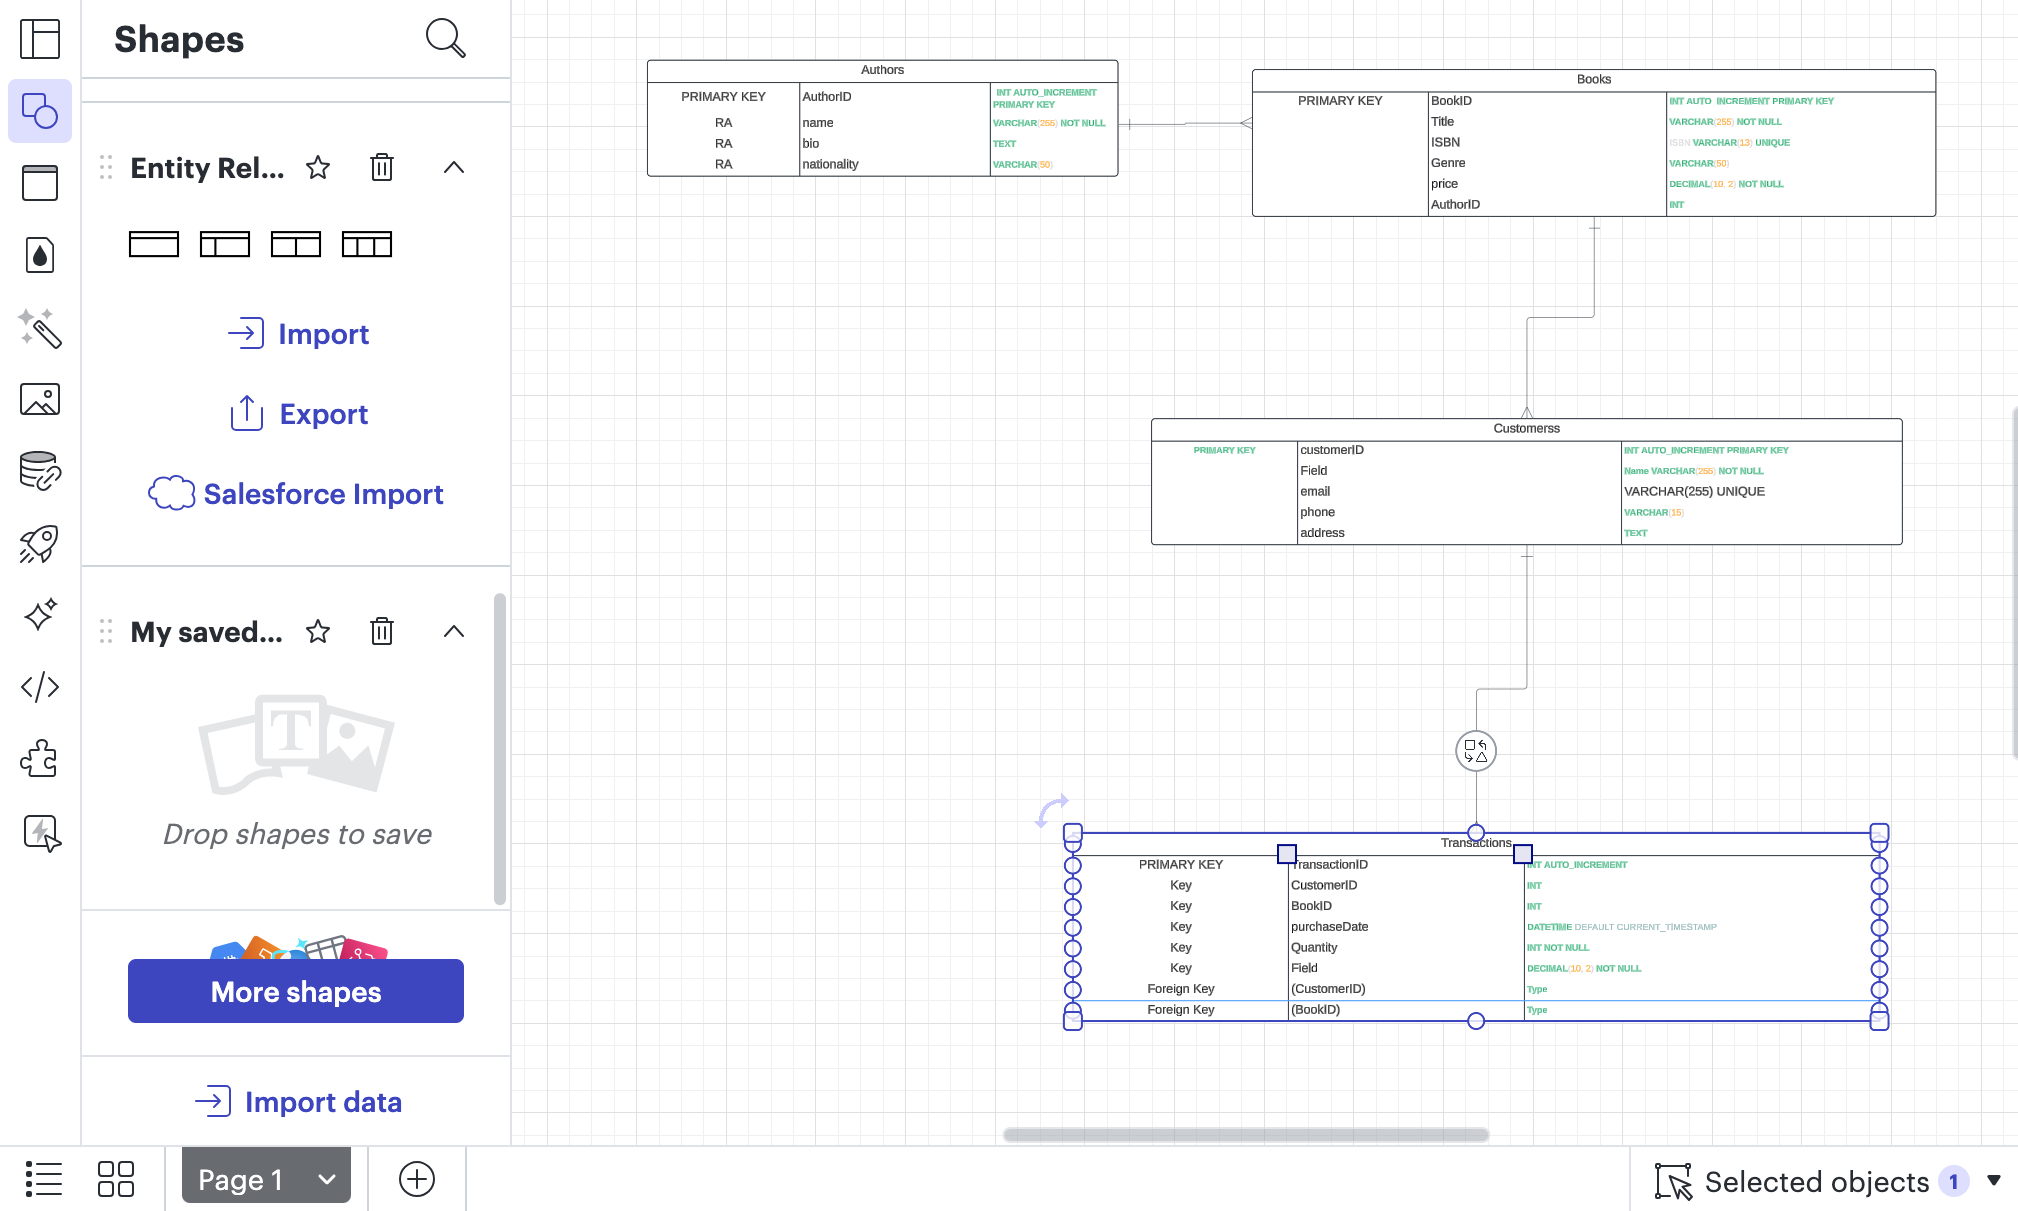 Shapes
Entity Rel...
Import
Export
Salesforce Import
My saved...
T
Drop shapes to save
More shapes
Import data
Page 1
Selected objects 1
Authors
PRIMARY KEY AuthorID INT AUTO_INCREMENT PRIMARY KEY
RA name VARCHAR(255) NOT NULL
RA bio TEXT
RA nationality VARCHAR(50)
Books
PRIMARY KEY BookID INT AUTO_INCREMENT PRIMARY KEY
Title VARCHAR(255) NOT NULL
ISBN ISBN VARCHAR(13) UNIQUE
Genre VARCHAR(50)
price DECIMAL(10, 2) NOT NULL
AuthorID INT
Customerss
PRIMARY KEY customerID INT AUTO_INCREMENT PRIMARY KEY
Field Name VARCHAR(255) NOT NULL
email VARCHAR(255) UNIQUE
phone VARCHAR(15)
address TEXT
Transactions
PRIMARY KEY TransactionID INT AUTO_INCREMENT
Key CustomerID INT
Key BookID INT
Key purchaseDate DATETIME DEFAULT CURRENT_TIMESTAMP
Key Quantity INT NOT NULL
Key Field DECIMAL(10, 2) NOT NULL
Foreign Key (CustomerID) Type
Foreign Key (BookID) Type